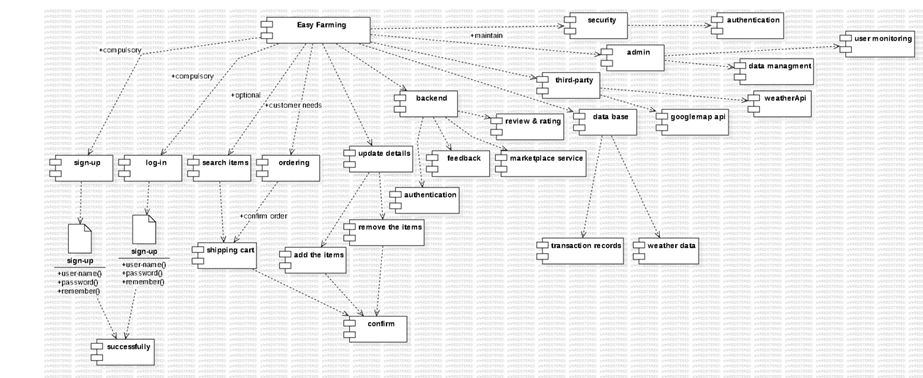 Easy Farming
security
authentication
+maintain
user monitoring
admin
+compulsory
data managment
third-party
+compulsory
weatherApi
+optional
backend
+customer needs
review & rating
data base
googlemap api
update details
sign-up
log-in
search items
ordering
feedback
marketplace service
authentication
+confirm order
remove the items
shipping cart
add the items
transaction records
weather data
sign-up
+user-name()
+password()
+remember()
sign-up
+user-name()
+password()
+remember()
confirm
successfully